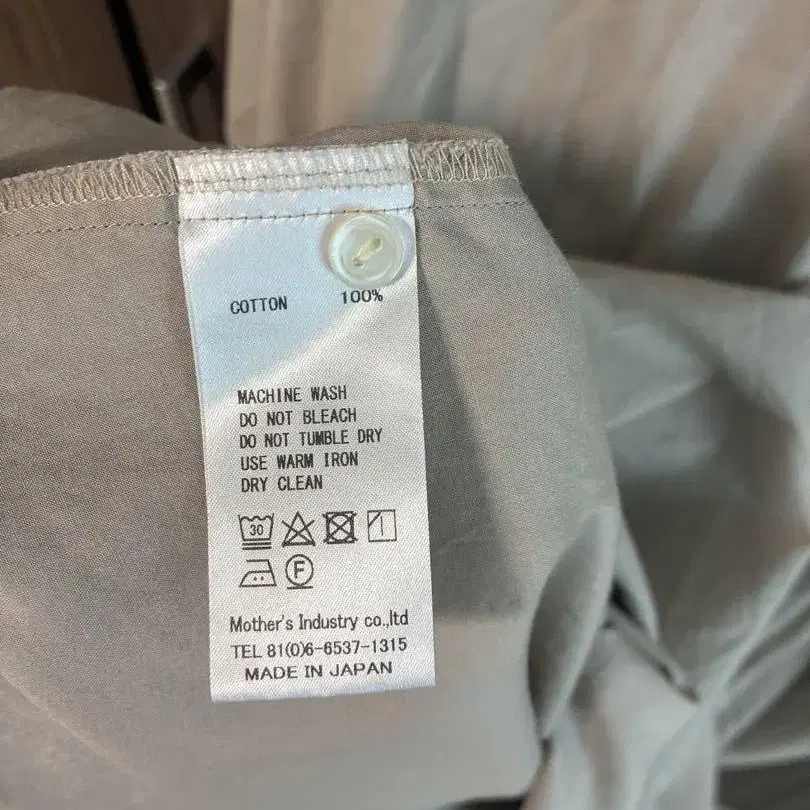 COTTON 100%
MACHINE WASH
DO NOT BLEACH
DO NOT TUMBLE DRY
USE WARM IRON
DRY CLEAN
30
F
Mother's Industry co.,ltd
TEL 81(0)6-6537-1315
MADE IN JAPAN